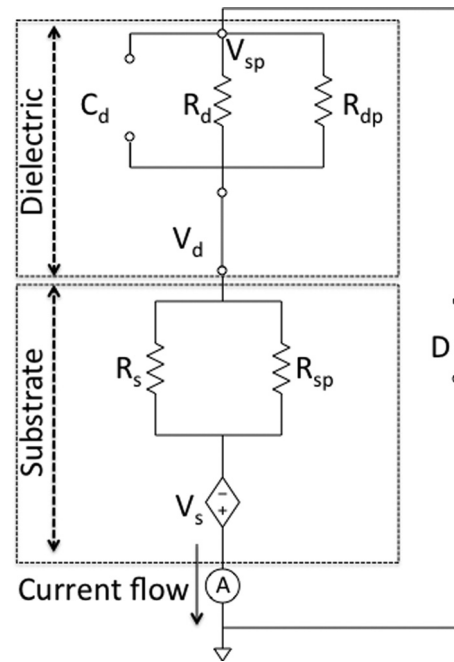 V_sp
C_d
R_d
R_dp
Dielectric
V_d
R_s
R_sp
D
Substrate
V_s
−
+
Current flow
A